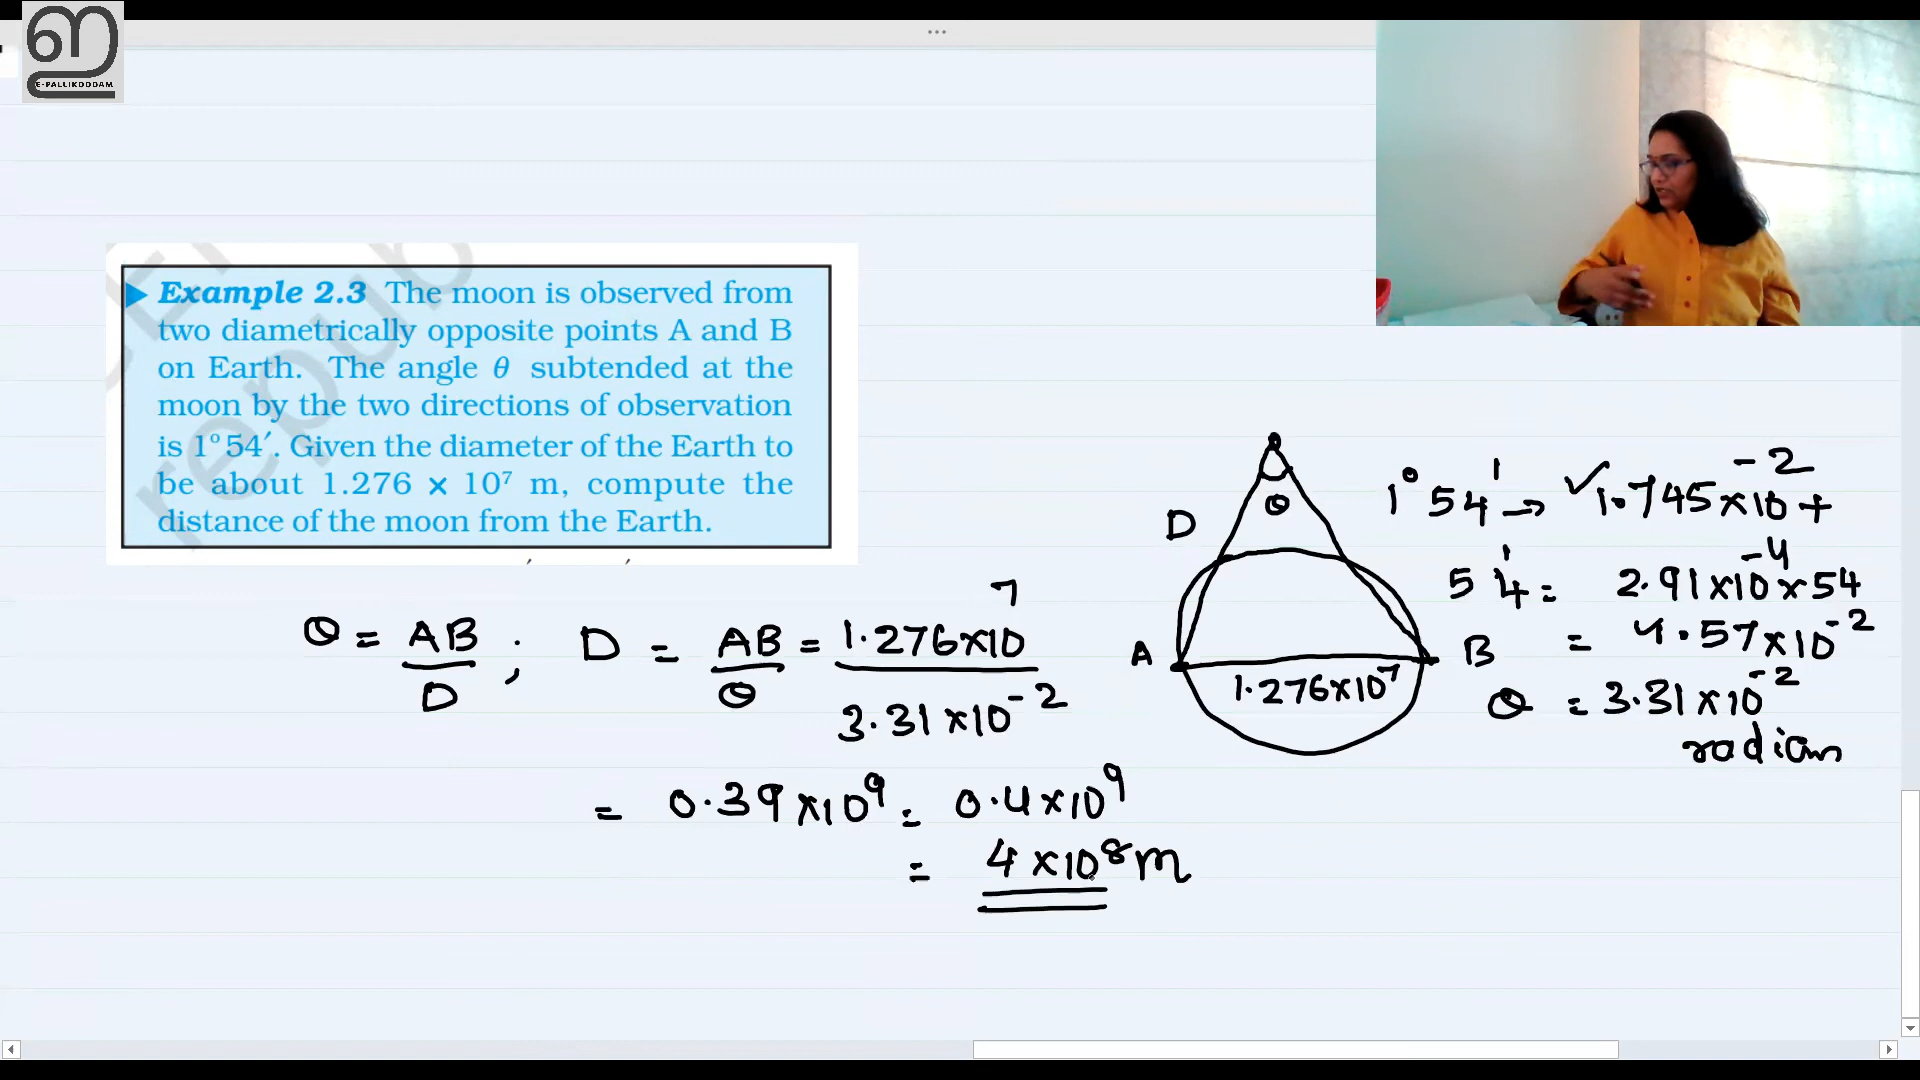 ന്ന
E-PALLIKOODAM
Example 2.3 The moon is observed from
two diametrically opposite points A and B
on Earth. The angle θ subtended at the
moon by the two directions of observation
is 1° 54′. Given the diameter of the Earth to
be about 1.276 × 10⁷ m, compute the
distance of the moon from the Earth.
θ = AB/D ; D = AB/θ = 1.276×10⁷/3.31×10⁻²
= 0.39×10⁹ = 0.4×10⁹
= 4×10⁸m
D
θ
A
B
1.276×10⁷
1° 54′ → ✓1.745×10⁻² +
54′ = 2.91×10⁻⁴×54
= 1.57×10⁻²
θ = 3.31×10⁻²
radian